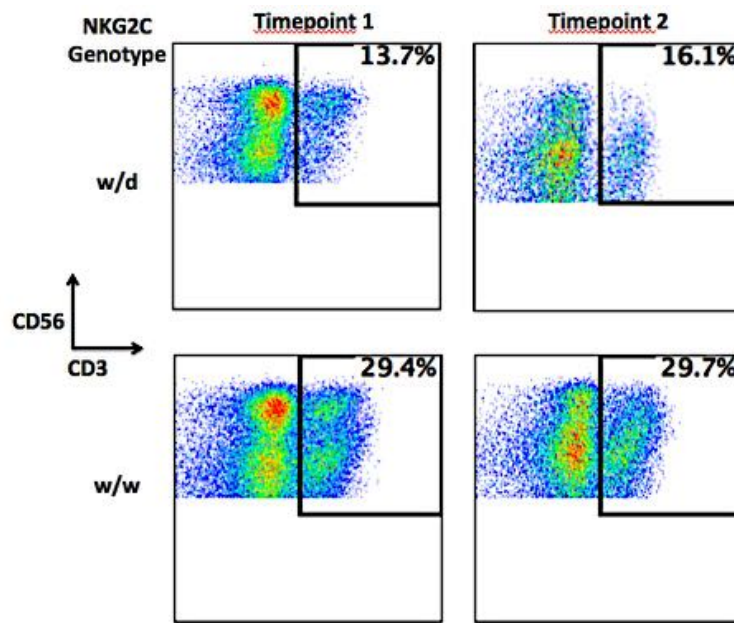 NKG2C
Genotype
Timepoint 1
Timepoint 2
13.7%
16.1%
w/d
CD56
CD3
29.4%
29.7%
w/w